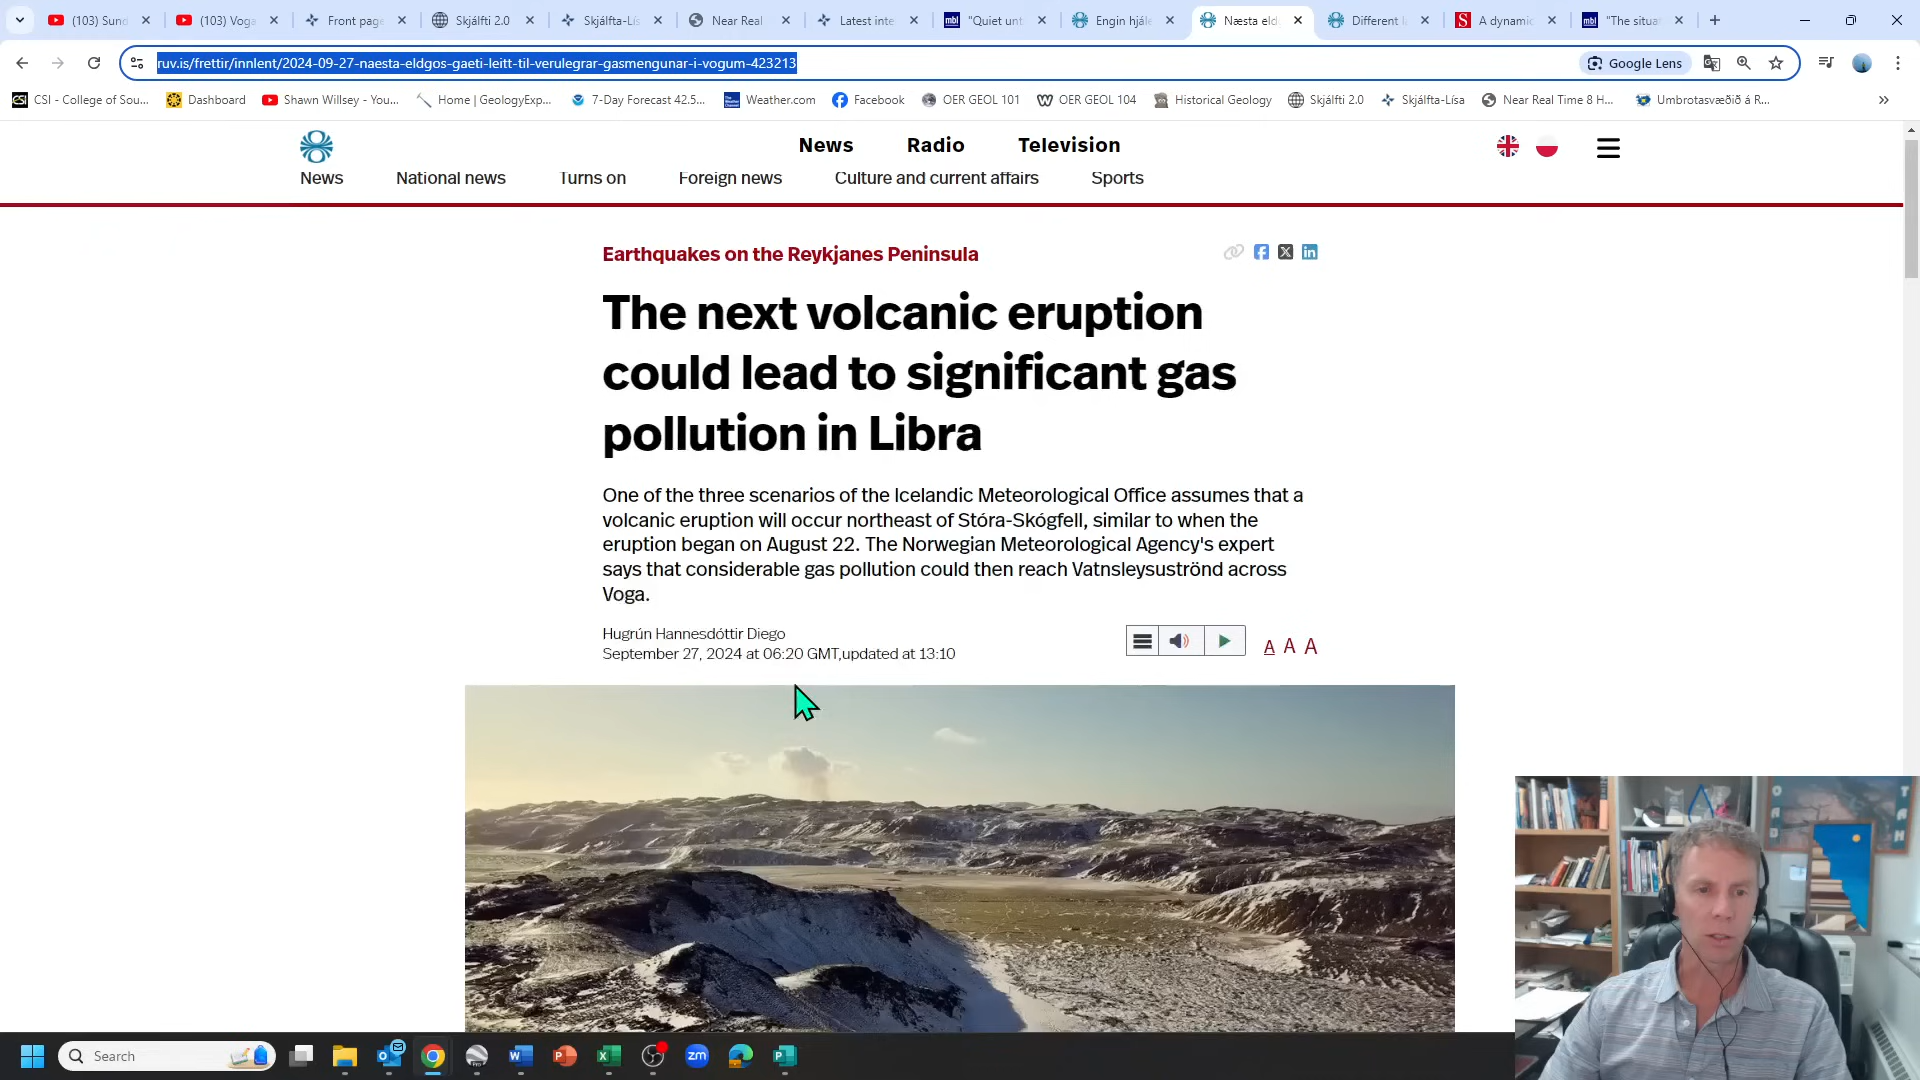 (103) Sund
(103) Voga
Front page
Skjálfti 2.0
Skjálfta-Lís
Near Real
Latest inte
mbl "Quiet unt
Engin hjále
Næsta eld
Different l
S A dynamic
mbl "The situa
ruv.is/frettir/innlent/2024-09-27-naesta-eldgos-gaeti-leitt-til-verulegrar-gasmengunar-i-vogum-423213
Google Lens
CSI - College of Sou...
Dashboard
Shawn Willsey - You...
Home | GeologyExp...
7-Day Forecast 42.5...
Weather.com
Facebook
OER GEOL 101
OER GEOL 104
Historical Geology
Skjálfti 2.0
Skjálfta-Lísa
Near Real Time 8 H...
Umbrotasvæðið á R...
News Radio Television
News National news Turns on Foreign news Culture and current affairs Sports
Earthquakes on the Reykjanes Peninsula
The next volcanic eruption
could lead to significant gas
pollution in Libra
One of the three scenarios of the Icelandic Meteorological Office assumes that a
volcanic eruption will occur northeast of Stóra-Skógfell, similar to when the
eruption began on August 22. The Norwegian Meteorological Agency's expert
says that considerable gas pollution could then reach Vatnsleysuströnd across
Voga.
Hugrún Hannesdóttir Diego
September 27, 2024 at 06:20 GMT,updated at 13:10
A A A
Search
zm